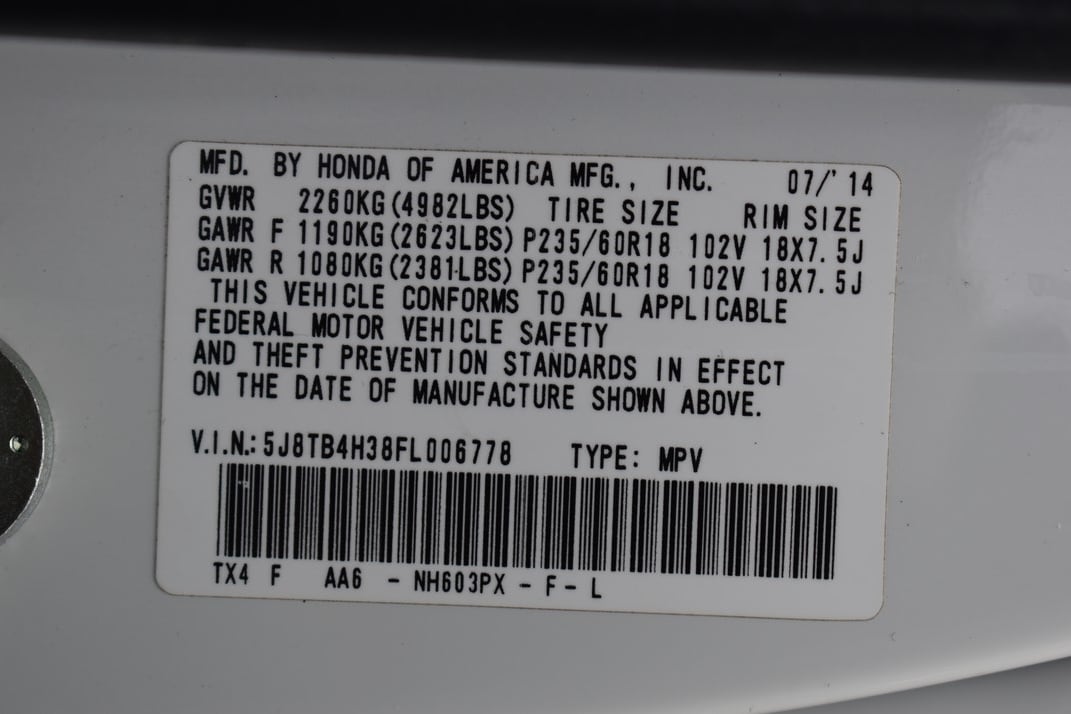 MFD. BY HONDA OF AMERICA MFG., INC. 07/'14
GVWR 2260KG(4982LBS) TIRE SIZE RIM SIZE
GAWR F 1190KG(2623LBS) P235/60R18 102V 18X7.5J
GAWR R 1080KG(2381LBS) P235/60R18 102V 18X7.5J
THIS VEHICLE CONFORMS TO ALL APPLICABLE
FEDERAL MOTOR VEHICLE SAFETY
AND THEFT PREVENTION STANDARDS IN EFFECT
ON THE DATE OF MANUFACTURE SHOWN ABOVE.
V.I.N.: 5J8TB4H38FL006778 TYPE: MPV
TX4 F AA6 - NH603PX - F - L